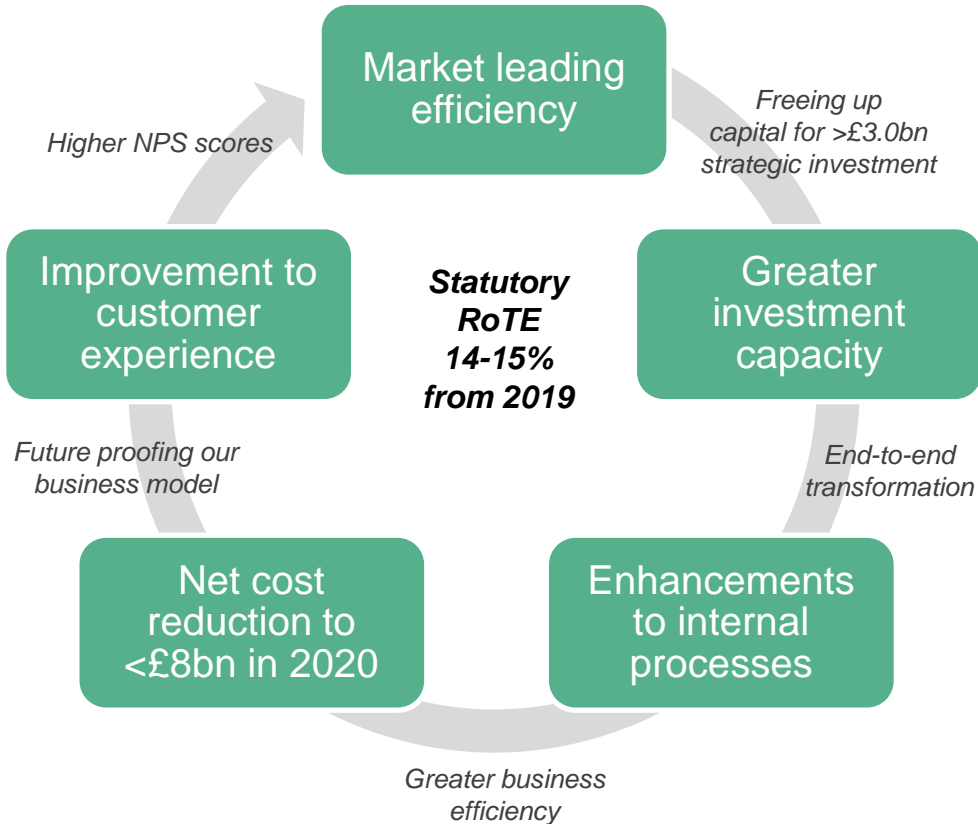 Market leading
efficiency
Freeing up
capital for >£3.0bn
strategic investment
Greater
investment
capacity
End-to-end
transformation
Enhancements
to internal
processes
Greater business
efficiency
Net cost
reduction to
<£8bn in 2020
Future proofing our
business model
Improvement to
customer
experience
Higher NPS scores
Statutory
RoTE
14-15%
from 2019